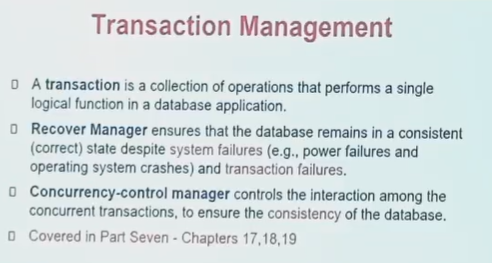 Transaction Management
A transaction is a collection of operations that performs a single
logical function in a database application.
Recover Manager ensures that the database remains in a consistent
(correct) state despite system failures (e.g., power failures and
operating system crashes) and transaction failures.
Concurrency-control manager controls the interaction among the
concurrent transactions, to ensure the consistency of the database.
Covered in Part Seven - Chapters 17,18,19